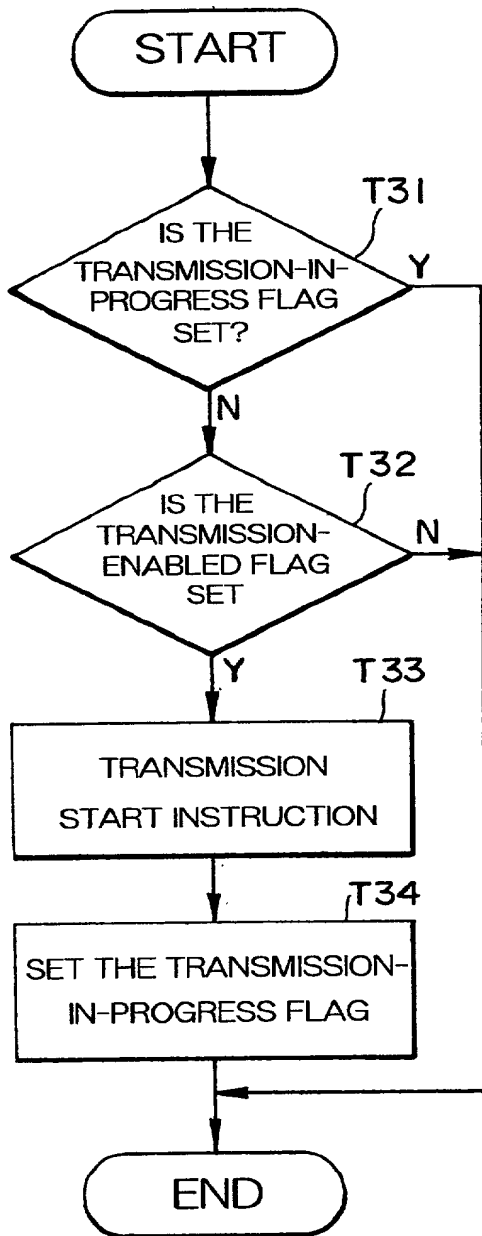 START
T31
IS THE
TRANSMISSION-IN-
PROGRESS FLAG
SET?
Y
N
T32
IS THE
TRANSMISSION-
ENABLED FLAG
SET
N
Y
T33
TRANSMISSION
START INSTRUCTION
T34
SET THE TRANSMISSION-
IN-PROGRESS FLAG
END